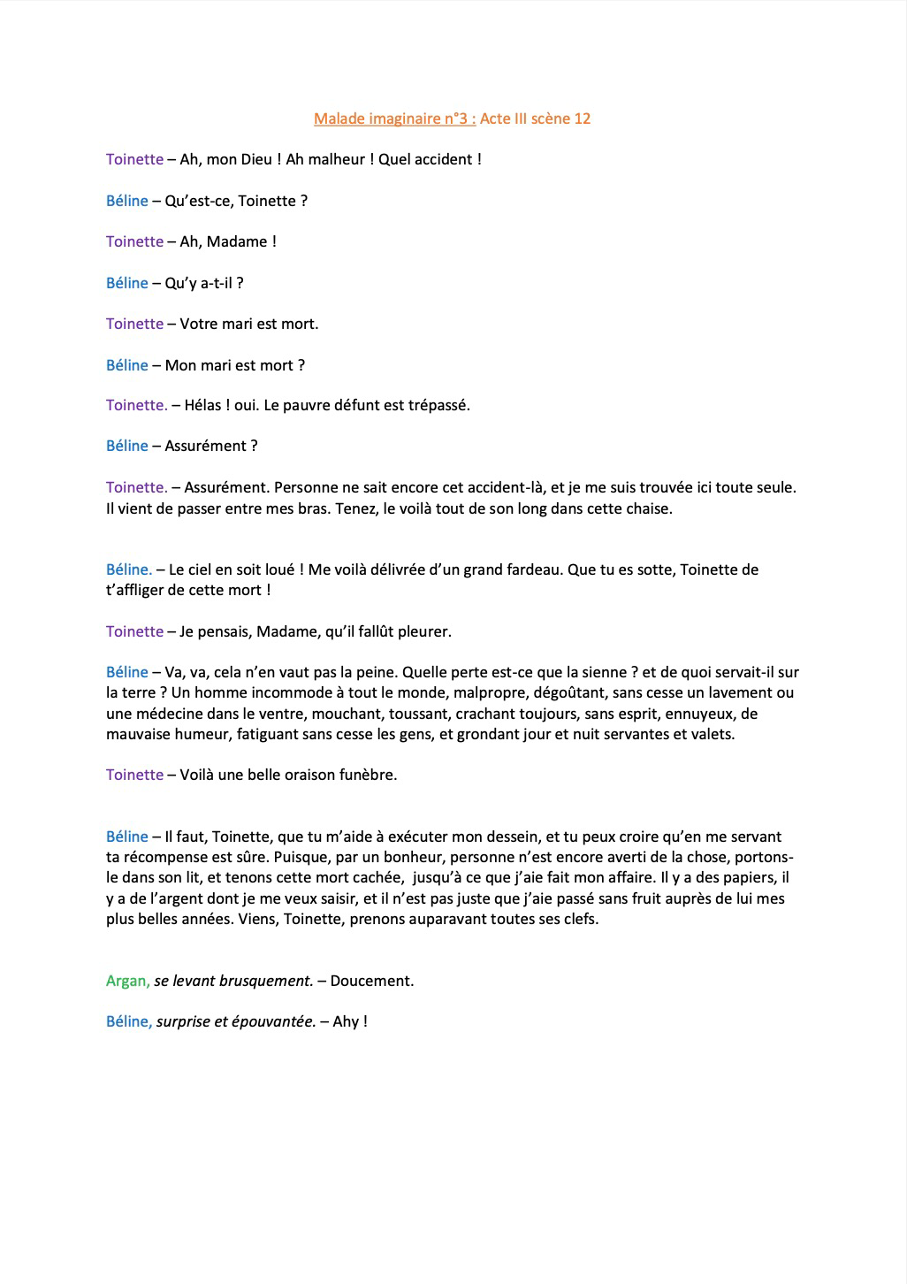 Malade imaginaire n°3 : Acte III scène 12
Toinette – Ah, mon Dieu ! Ah malheur ! Quel accident !
Béline – Qu’est-ce, Toinette ?
Toinette – Ah, Madame !
Béline – Qu’y a-t-il ?
Toinette – Votre mari est mort.
Béline – Mon mari est mort ?
Toinette. – Hélas ! oui. Le pauvre défunt est trépassé.
Béline – Assurément ?
Toinette. – Assurément. Personne ne sait encore cet accident-là, et je me suis trouvée ici toute seule.
Il vient de passer entre mes bras. Tenez, le voilà tout de son long dans cette chaise.
Béline. – Le ciel en soit loué ! Me voilà délivrée d’un grand fardeau. Que tu es sotte, Toinette de
t’affliger de cette mort !
Toinette – Je pensais, Madame, qu’il fallût pleurer.
Béline – Va, va, cela n’en vaut pas la peine. Quelle perte est-ce que la sienne ? et de quoi servait-il sur
la terre ? Un homme incommode à tout le monde, malpropre, dégoûtant, sans cesse un lavement ou
une médecine dans le ventre, mouchant, toussant, crachant toujours, sans esprit, ennuyeux, de
mauvaise humeur, fatiguant sans cesse les gens, et grondant jour et nuit servantes et valets.
Toinette – Voilà une belle oraison funèbre.
Béline – Il faut, Toinette, que tu m’aide à exécuter mon dessein, et tu peux croire qu’en me servant
ta récompense est sûre. Puisque, par un bonheur, personne n’est encore averti de la chose, portons-
le dans son lit, et tenons cette mort cachée, jusqu’à ce que j’aie fait mon affaire. Il y a des papiers, il
y a de l’argent dont je me veux saisir, et il n’est pas juste que j’aie passé sans fruit auprès de lui mes
plus belles années. Viens, Toinette, prenons auparavant toutes ses clefs.
Argan, se levant brusquement. – Doucement.
Béline, surprise et épouvantée. – Ahy !